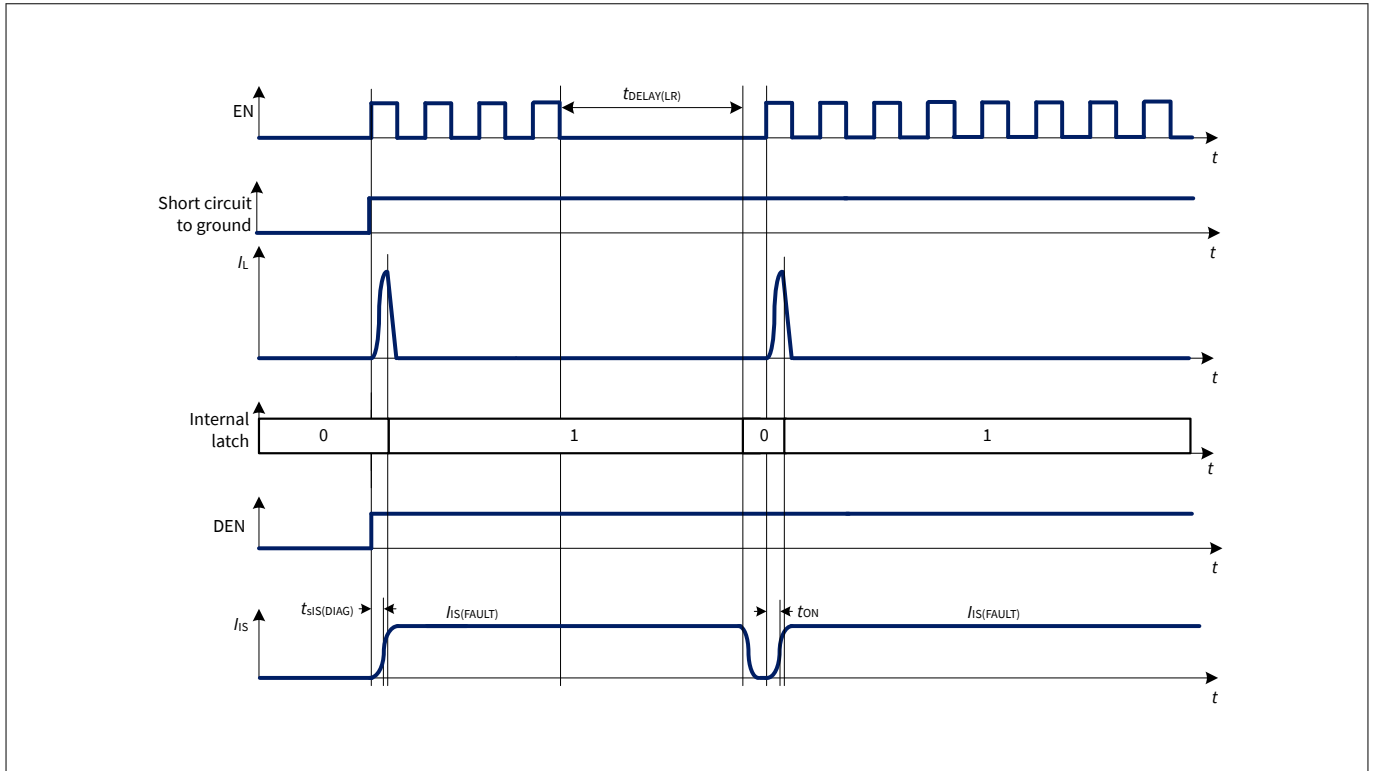 EN
tDELAY(LR)
t
Short circuit
to ground
t
IL
t
Internal
latch
0
1
0
1
t
DEN
t
tsIS(DIAG)
IIS(FAULT)
tON
IIS(FAULT)
IIS
t